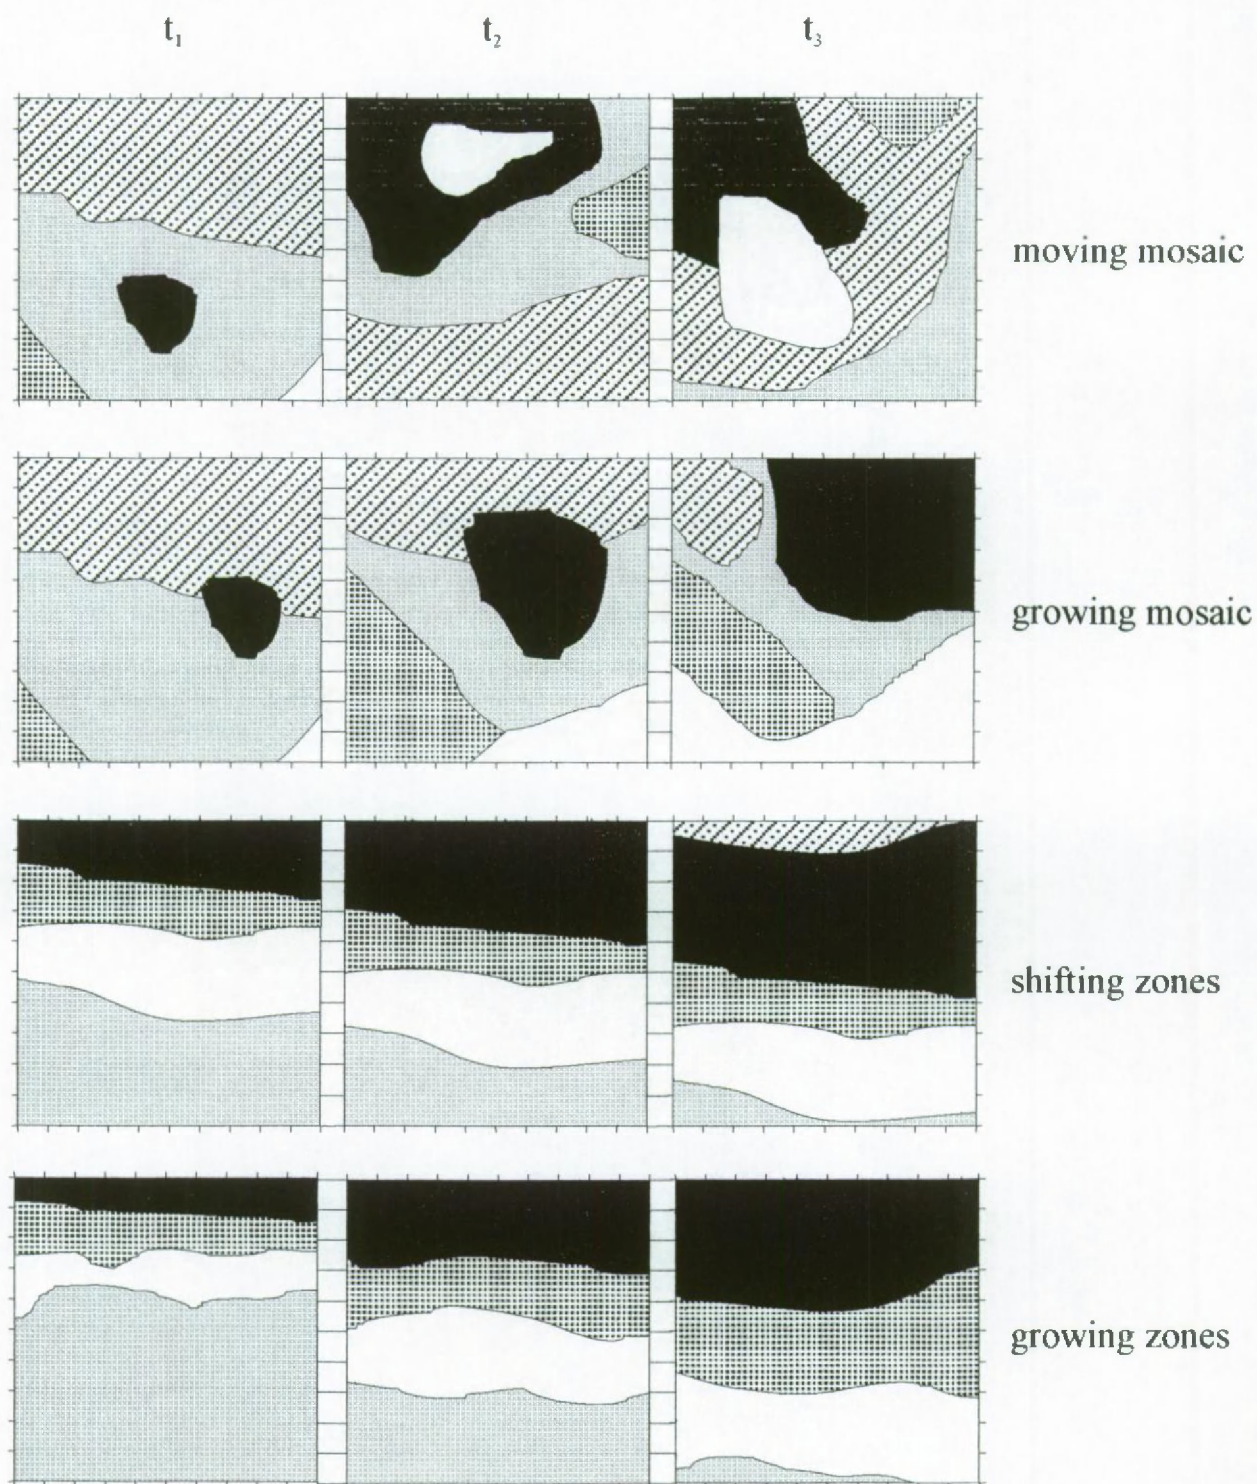 t₁ t₂ t₃
moving mosaic
growing mosaic
shifting zones
growing zones